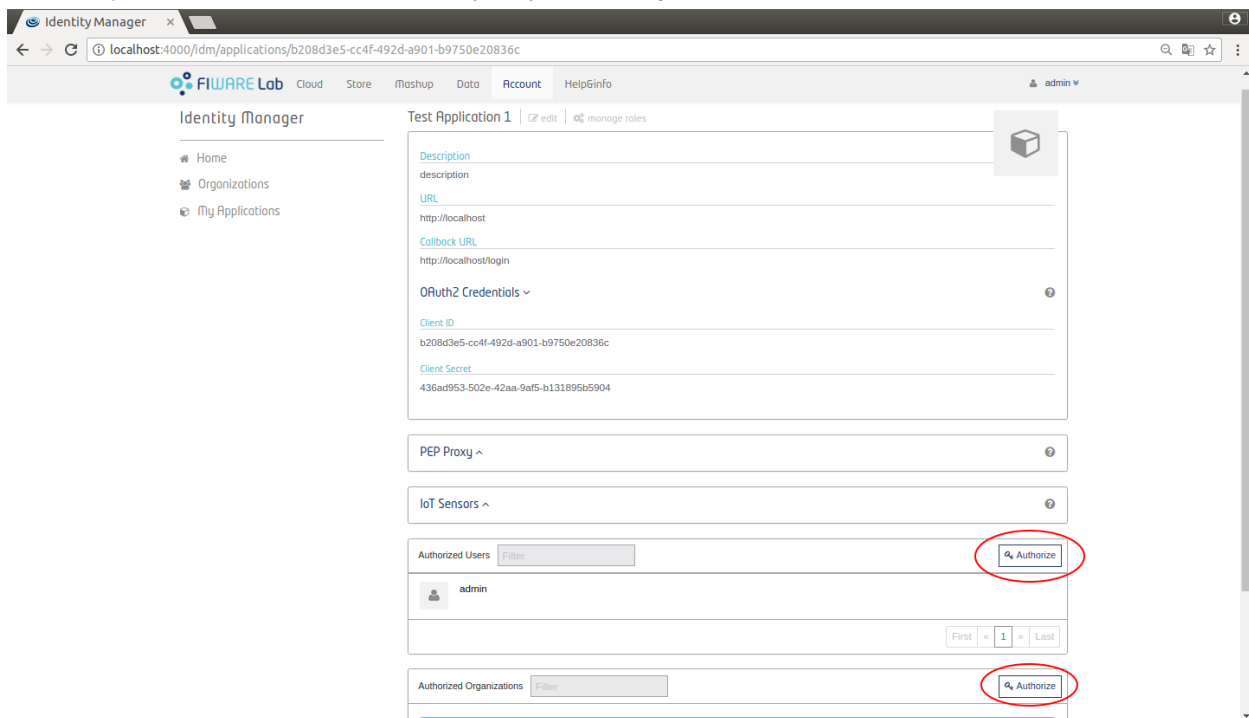 Identity Manager
localhost:4000/idm/applications/b208d3e5-cc4f-492d-a901-b9750e20836c
FIWARE Lab Cloud Store Mashup Data Account Help&info admin
Identity Manager
Home
Organizations
My Applications
Test Application 1 edit manage roles
Description
description
URL
http://localhost
Callback URL
http://localhost/login
OAuth2 Credentials
Client ID
b208d3e5-cc4f-492d-a901-b9750e20836c
Client Secret
436ad953-502e-42aa-9af5-b131895b5904
PEP Proxy
IoT Sensors
Authorized Users Filter Authorize
admin
First « 1 » Last
Authorized Organizations Filter Authorize